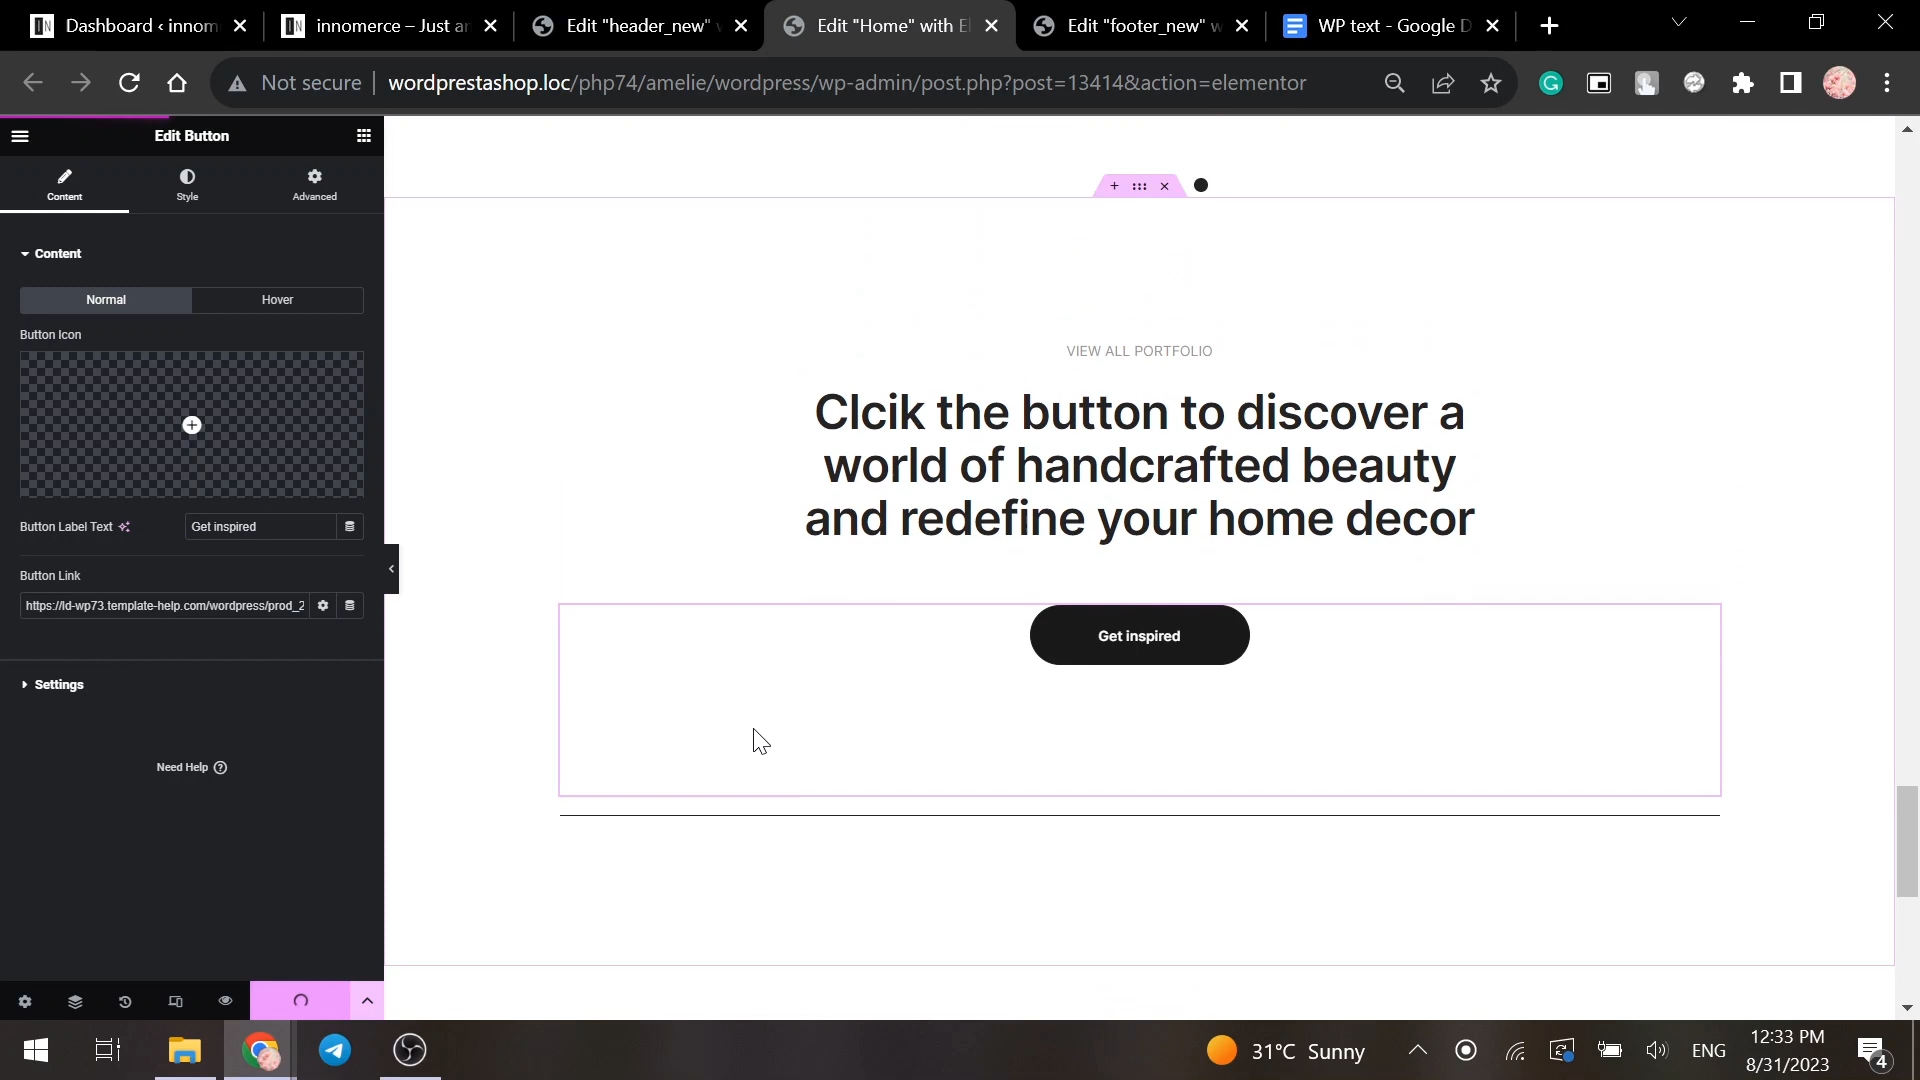 Dashboard ‹ innom
innomerce – Just an
Edit "header_new" w
Edit "Home" with El
Edit "footer_new" w
WP text - Google D
Not secure
wordprestashop.loc/php74/amelie/wordpress/wp-admin/post.php?post=13414&action=elementor
Edit Button
Content
Style
Advanced
Content
Normal
Hover
Button Icon
Button Label Text
Get inspired
Button Link
https://ld-wp73.template-help.com/wordpress/prod_2
Settings
Need Help
VIEW ALL PORTFOLIO
Clcik the button to discover a
world of handcrafted beauty
and redefine your home decor
Get inspired
31°C Sunny
ENG
12:33 PM
8/31/2023
4